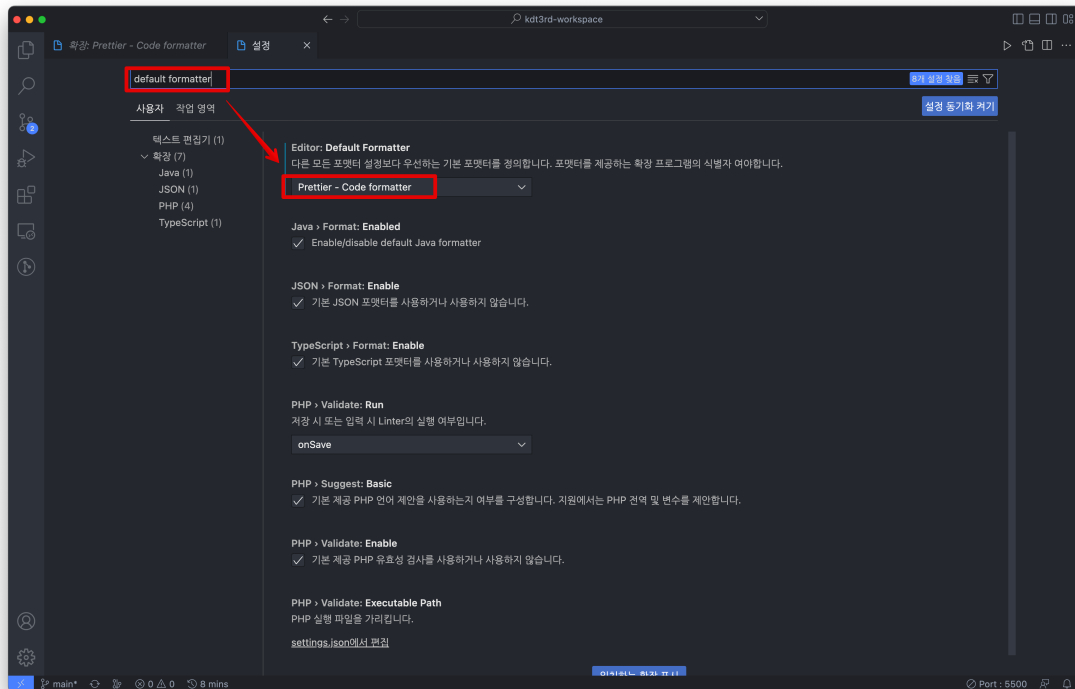 kdt3rd-workspace
확장: Prettier - Code formatter
설정
default formatter
8개 설정 찾음
사용자
작업 영역
설정 동기화 켜기
텍스트 편집기 (1)
확장 (7)
Java (1)
JSON (1)
PHP (4)
TypeScript (1)
Editor: Default Formatter
다른 모든 포맷터 설정보다 우선하는 기본 포맷터를 정의합니다. 포맷터를 제공하는 확장 프로그램의 식별자 여야합니다.
Prettier - Code formatter
Java › Format: Enabled
Enable/disable default Java formatter
JSON › Format: Enable
기본 JSON 포맷터를 사용하거나 사용하지 않습니다.
TypeScript › Format: Enable
기본 TypeScript 포맷터를 사용하거나 사용하지 않습니다.
PHP › Validate: Run
저장 시 또는 입력 시 Linter의 실행 여부입니다.
onSave
PHP › Suggest: Basic
기본 제공 PHP 언어 제안을 사용하는지 여부를 구성합니다. 지원에서는 PHP 전역 및 변수를 제안합니다.
PHP › Validate: Enable
기본 제공 PHP 유효성 검사를 사용하거나 사용하지 않습니다.
PHP › Validate: Executable Path
PHP 실행 파일을 가리킵니다.
settings.json에서 편집
일치하는 확장 표시
2
main*
0
0
8 mins
Port : 5500